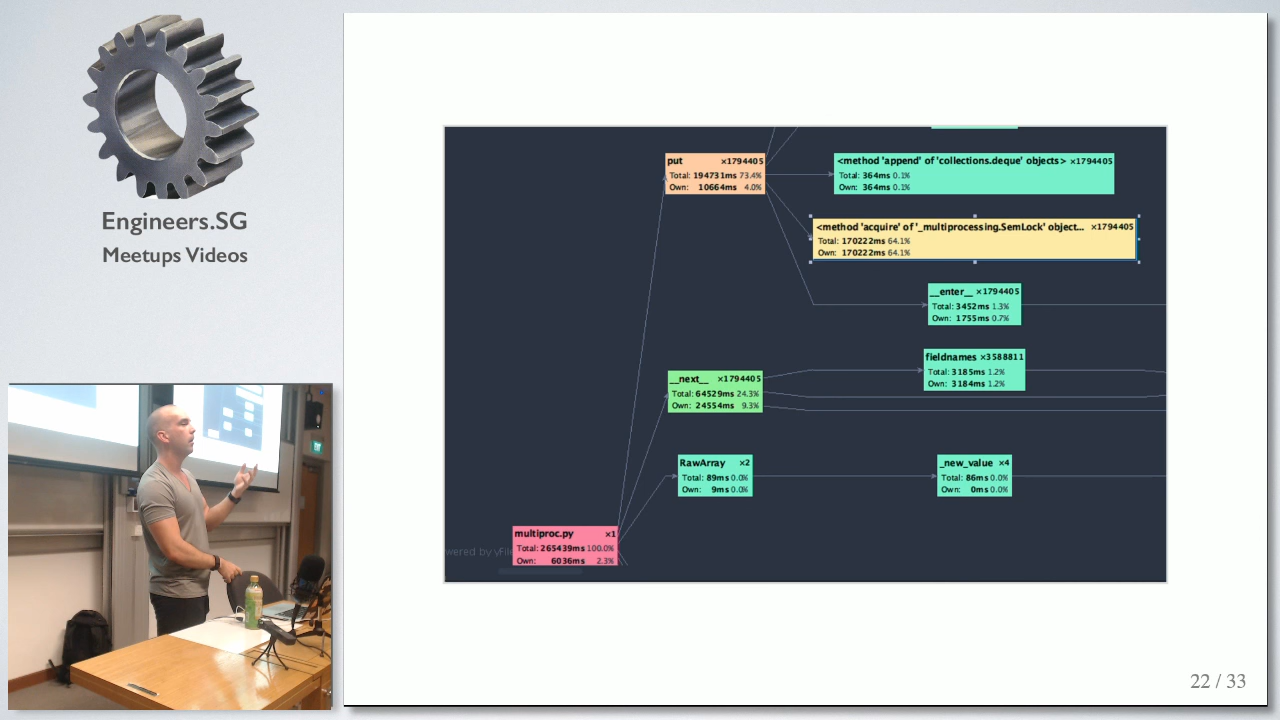 Engineers.SG
Meetups Videos
put ×1794405
Total: 194731ms 73.4%
Own: 10664ms 4.0%
<method 'append' of 'collections.deque' objects> ×1794405
Total: 364ms 0.1%
Own: 364ms 0.1%
<method 'acquire' of '_multiprocessing.SemLock' object... ×1794405
Total: 170222ms 64.1%
Own: 170222ms 64.1%
__enter__ ×1794405
Total: 3452ms 1.3%
Own: 1755ms 0.7%
fieldnames ×3588811
Total: 3185ms 1.2%
Own: 3184ms 1.2%
__next__ ×1794405
Total: 64529ms 24.3%
Own: 24554ms 9.3%
RawArray ×2
Total: 89ms 0.0%
Own: 9ms 0.0%
_new_value ×4
Total: 86ms 0.0%
Own: 0ms 0.0%
multiproc.py ×1
Total: 265439ms 100.0%
Own: 6036ms 2.3%
wered by yFile
22 / 33